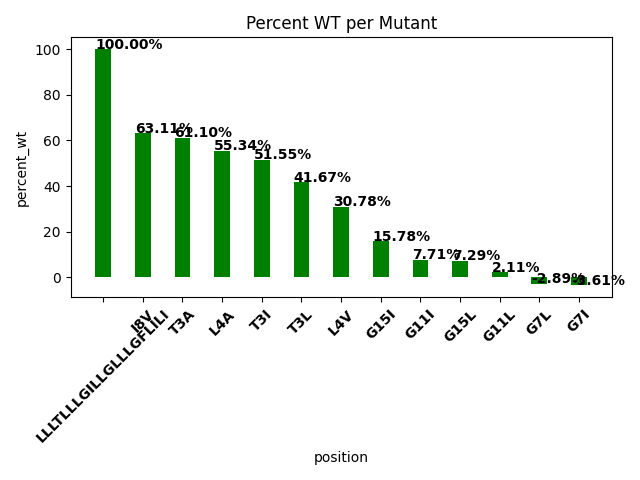 Percent WT per Mutant
percent_wt
100
80
60
40
20
0
100.00%
63.11%
61.10%
55.34%
51.55%
41.67%
30.78%
15.78%
7.71%
7.29%
2.11%
-2.89%
-3.61%
LLLTLLLGILLGLLLGFLILI
I8V
T3A
L4A
T3I
T3L
L4V
G15I
G11I
G15L
G11L
G7L
G7I
position